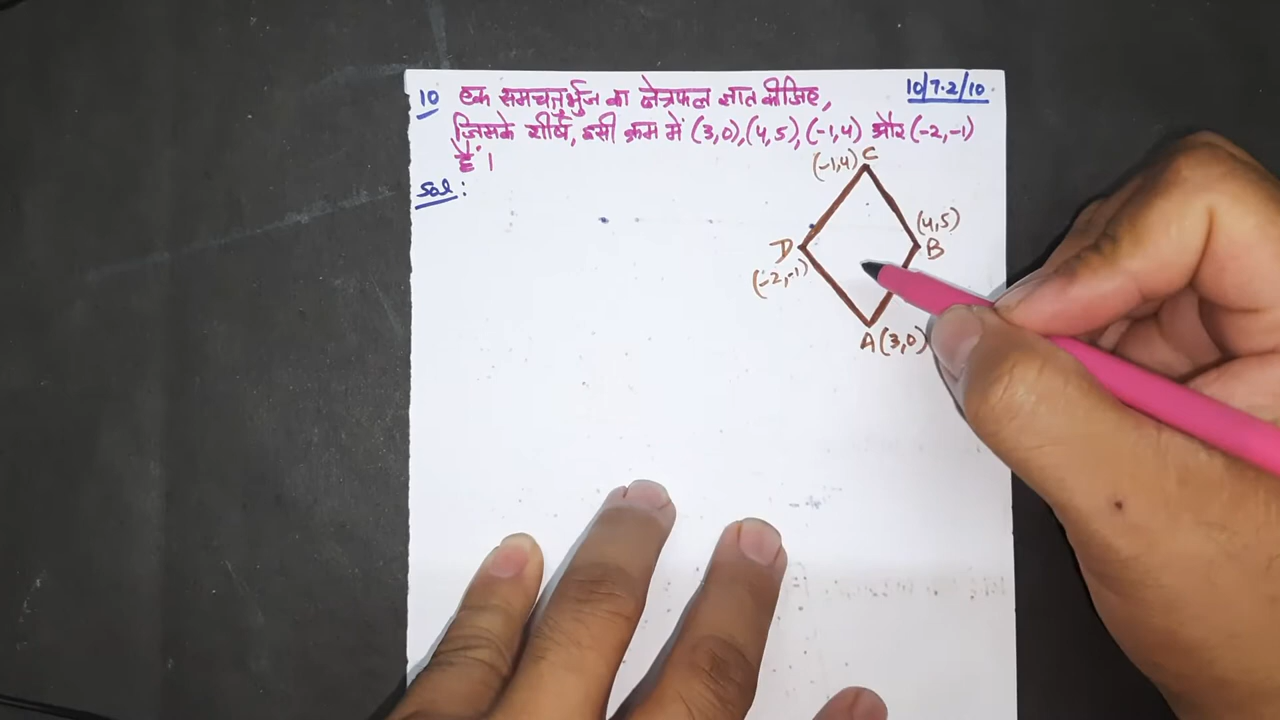 10 एक समचतुर्भुज का क्षेत्रफल ज्ञात कीजिए,
10/7.2/10
जिसके शीर्ष, इसी क्रम में (3,0),(4,5),(-1,4) और (-2,-1)
हैं।
Sol:
(-1,4) C
(4,5)
D B
(-2,-1)
A(3,0)